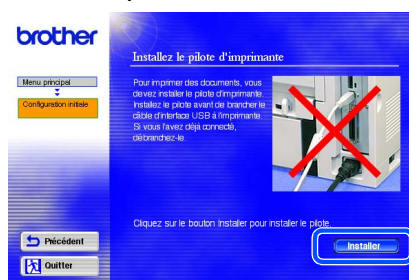 brother
Installez le pilote d'imprimante
Menu principal
Configuration initiale
Pour imprimer des documents, vous
devez installer le pilote d'imprimante.
Installez le pilote avant de brancher le
câble d'interface USB à l'imprimante.
Si vous l'avez déjà connecté,
débranchez-le.
Cliquez sur le bouton Installer pour installer le pilote.
Précédent
Installer
Quitter